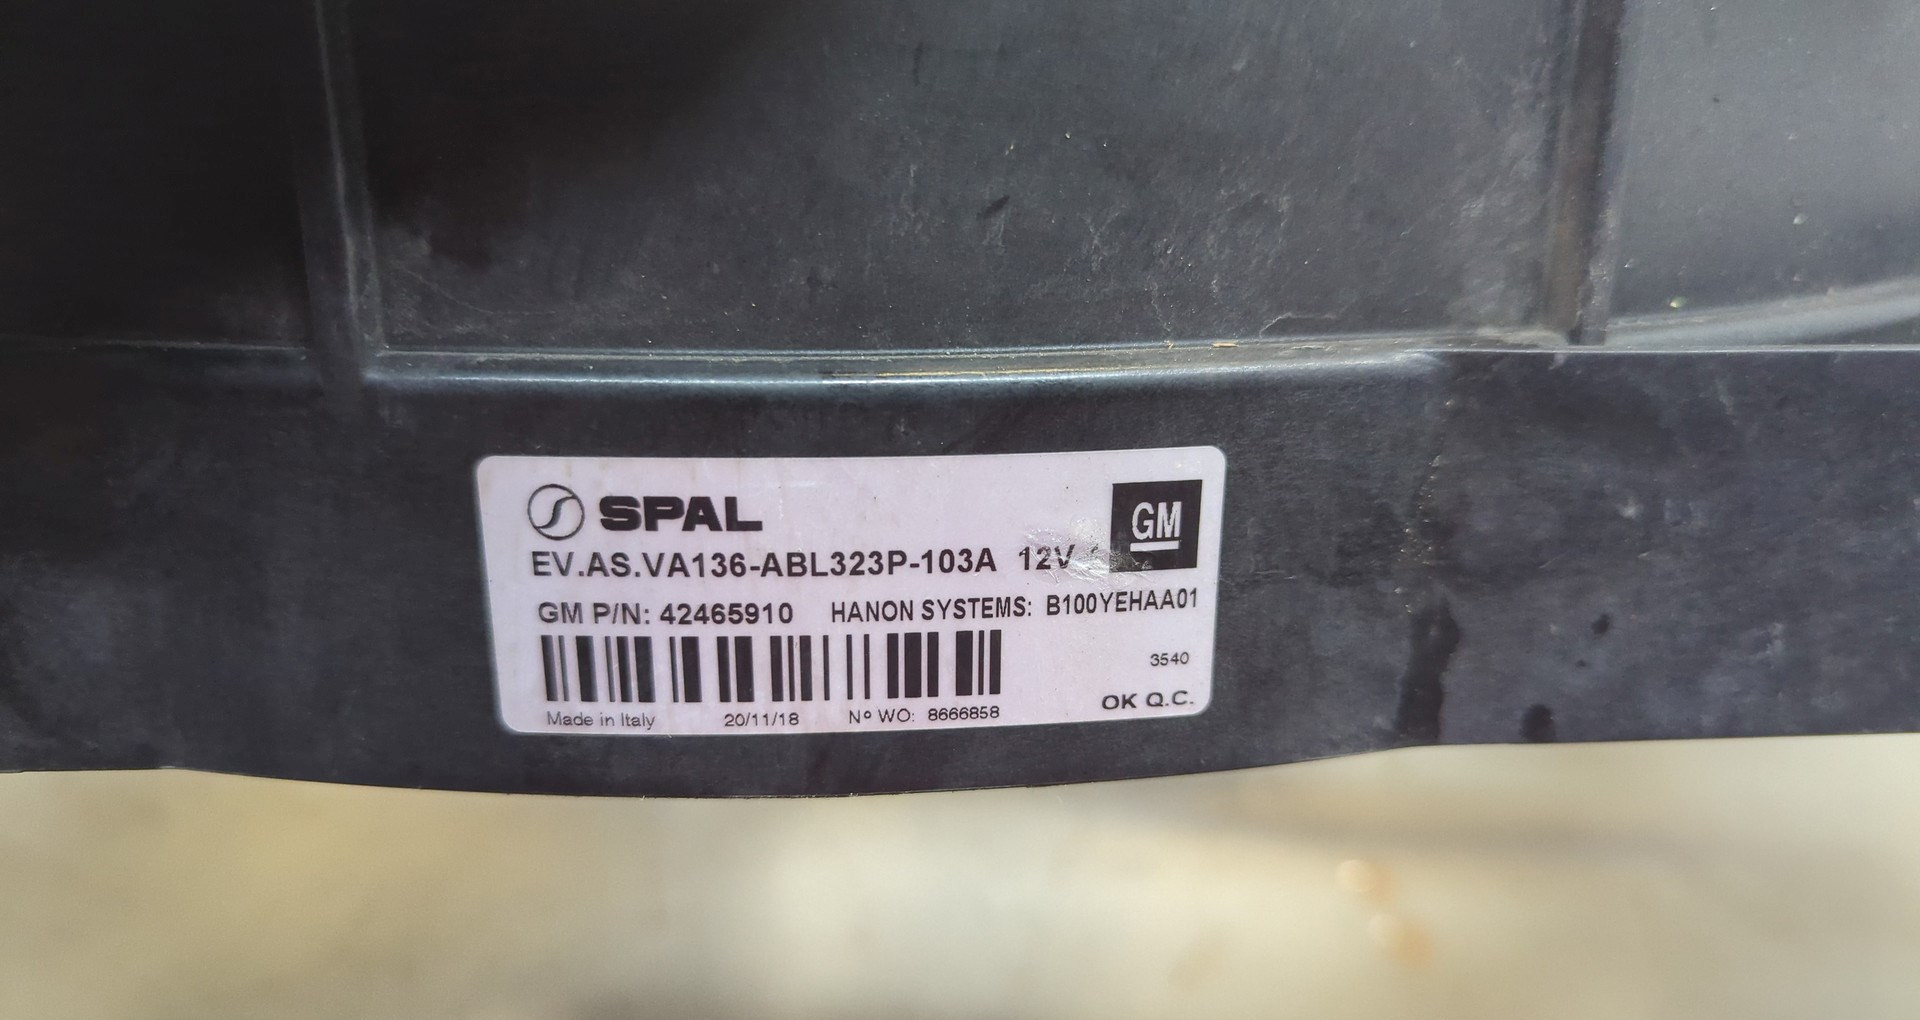 SPAL
GM
EV.AS.VA136-ABL323P-103A 12V
GM P/N: 42465910 HANON SYSTEMS: B100YEHAA01
3540
Made in Italy 20/11/18 Nº WO: 8666858 OK Q.C.